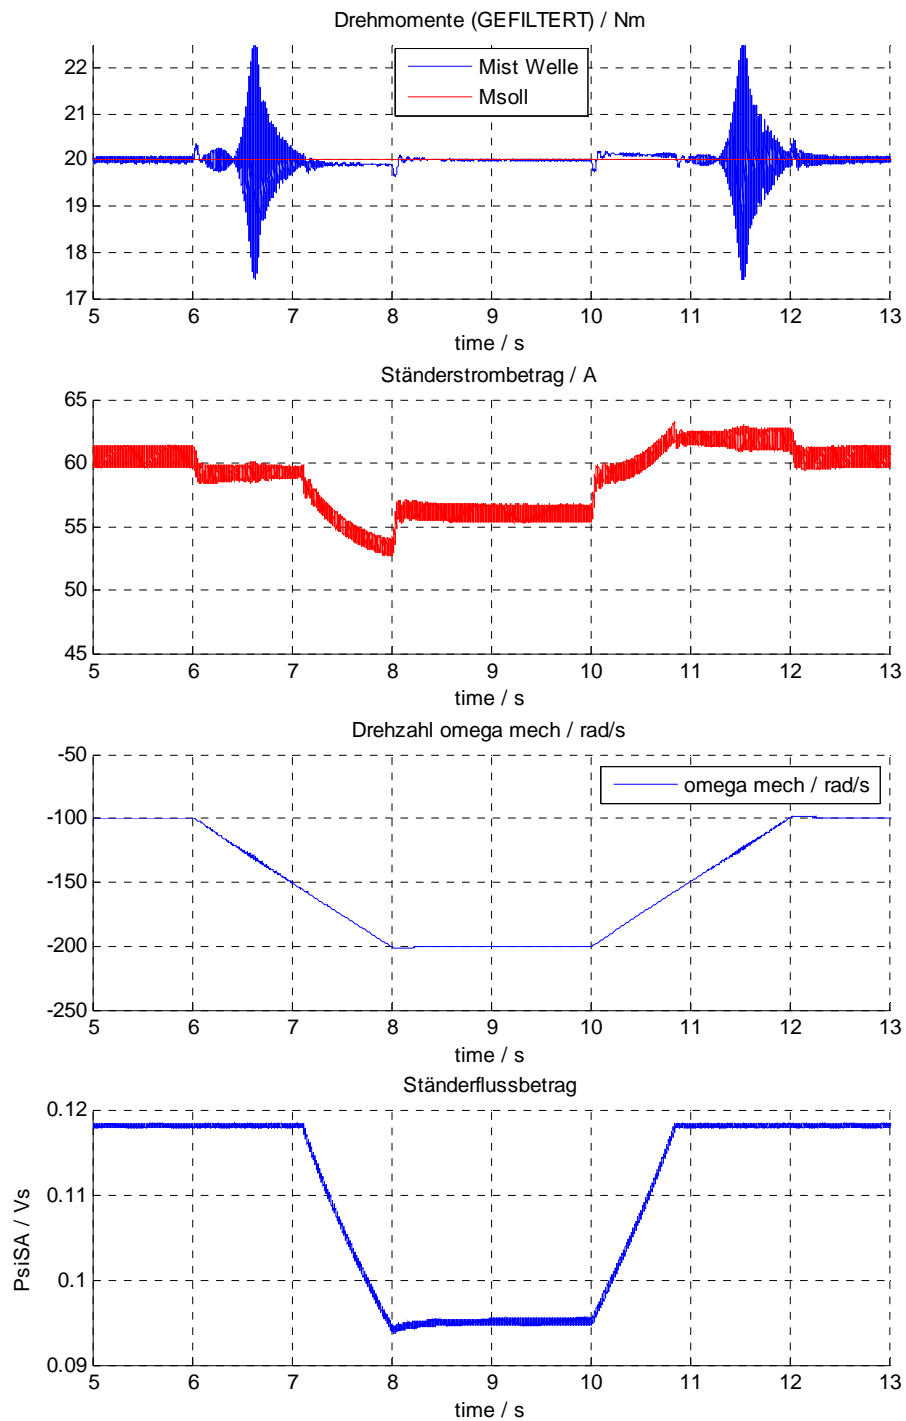 Drehmomente (GEFILTERT) / Nm
22
21
20
19
18
17
Mist Welle
Msoll
5 6 7 8 9 10 11 12 13
time / s
Ständerstrombetrag / A
65
60
55
50
45
5 6 7 8 9 10 11 12 13
time / s
Drehzahl omega mech / rad/s
-50
-100
-150
-200
-250
omega mech / rad/s
5 6 7 8 9 10 11 12 13
time / s
Ständerflussbetrag
PsiSA / Vs
0.12
0.11
0.1
0.09
5 6 7 8 9 10 11 12 13
time / s